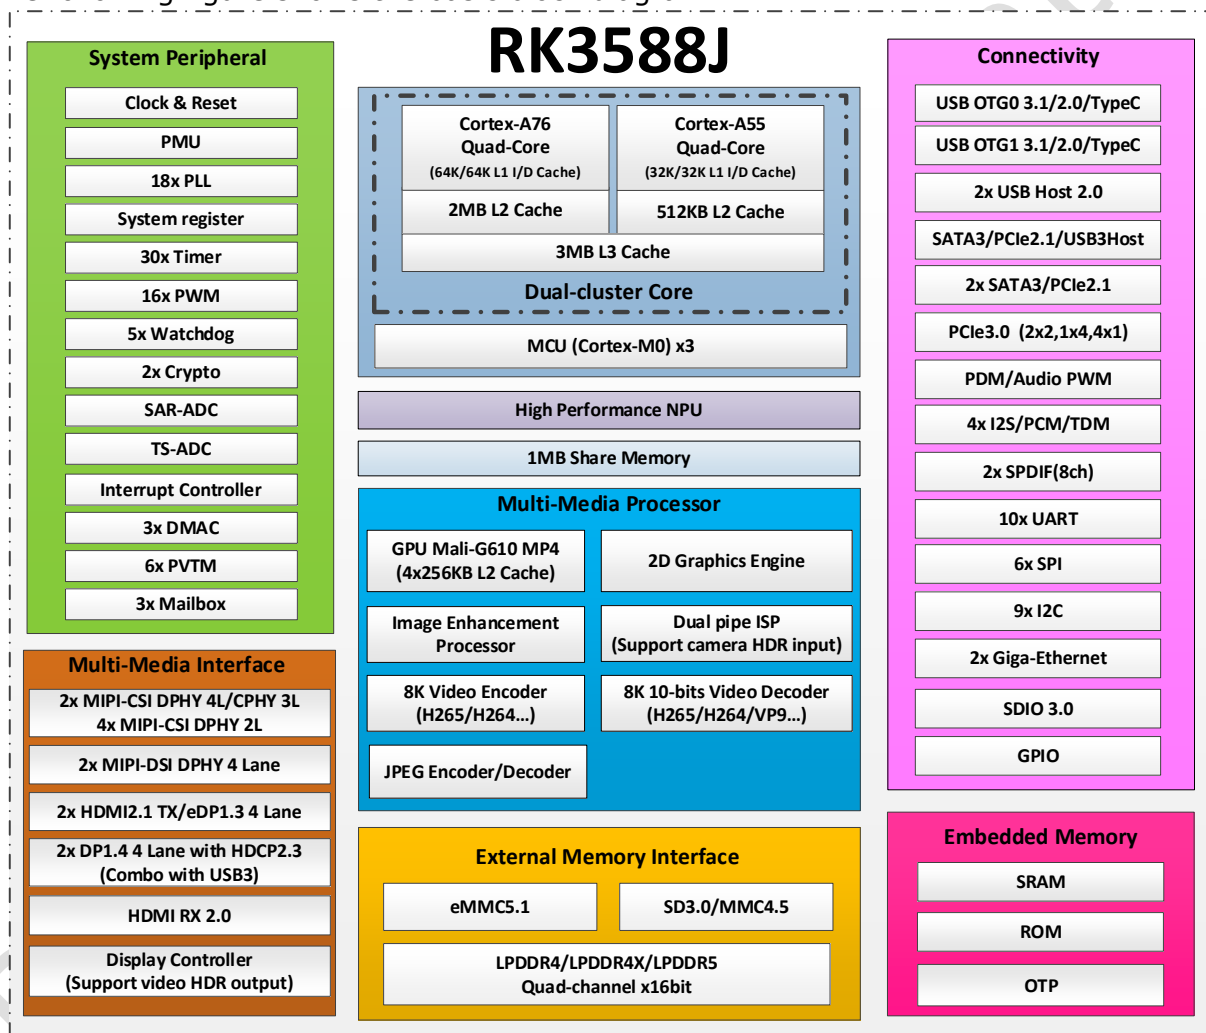 RK3588J
System Peripheral
Clock & Reset
PMU
18x PLL
System register
30x Timer
16x PWM
5x Watchdog
2x Crypto
SAR-ADC
TS-ADC
Interrupt Controller
3x DMAC
6x PVTM
3x Mailbox
Multi-Media Interface
2x MIPI-CSI DPHY 4L/CPHY 3L
4x MIPI-CSI DPHY 2L
2x MIPI-DSI DPHY 4 Lane
2x HDMI2.1 TX/eDP1.3 4 Lane
2x DP1.4 4 Lane with HDCP2.3
(Combo with USB3)
HDMI RX 2.0
Display Controller
(Support video HDR output)
Cortex-A76
Quad-Core
(64K/64K L1 I/D Cache)
2MB L2 Cache
Cortex-A55
Quad-Core
(32K/32K L1 I/D Cache)
512KB L2 Cache
3MB L3 Cache
Dual-cluster Core
MCU (Cortex-M0) x3
High Performance NPU
1MB Share Memory
Multi-Media Processor
GPU Mali-G610 MP4
(4x256KB L2 Cache)
2D Graphics Engine
Image Enhancement
Processor
Dual pipe ISP
(Support camera HDR input)
8K Video Encoder
(H265/H264...)
8K 10-bits Video Decoder
(H265/H264/VP9...)
JPEG Encoder/Decoder
External Memory Interface
eMMC5.1
SD3.0/MMC4.5
LPDDR4/LPDDR4X/LPDDR5
Quad-channel x16bit
Connectivity
USB OTG0 3.1/2.0/TypeC
USB OTG1 3.1/2.0/TypeC
2x USB Host 2.0
SATA3/PCIe2.1/USB3Host
2x SATA3/PCIe2.1
PCIe3.0 (2x2,1x4,4x1)
PDM/Audio PWM
4x I2S/PCM/TDM
2x SPDIF(8ch)
10x UART
6x SPI
9x I2C
2x Giga-Ethernet
SDIO 3.0
GPIO
Embedded Memory
SRAM
ROM
OTP